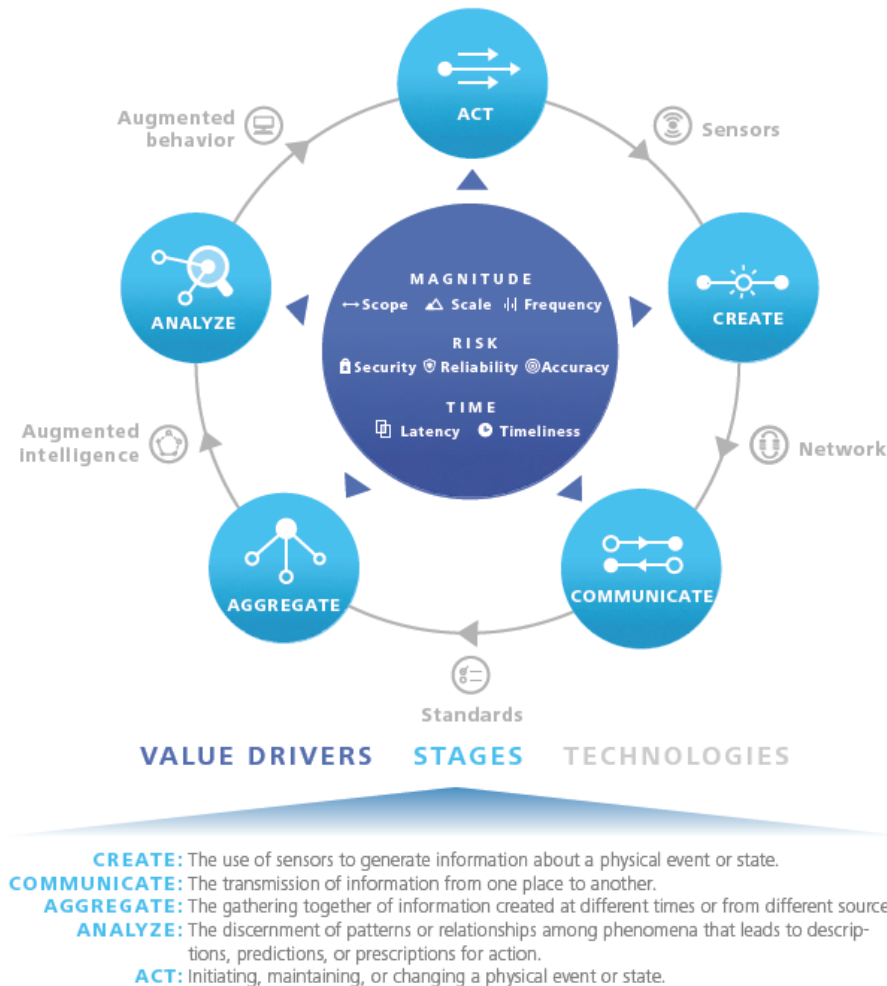 ACT
Augmented
behavior
Sensors
MAGNITUDE
Scope Scale Frequency
ANALYZE
CREATE
RISK
Security Reliability Accuracy
TIME
Latency Timeliness
Augmented
intelligence
Network
AGGREGATE
COMMUNICATE
Standards
VALUE DRIVERS STAGES TECHNOLOGIES
CREATE: The use of sensors to generate information about a physical event or state.
COMMUNICATE: The transmission of information from one place to another.
AGGREGATE: The gathering together of information created at different times or from different source
ANALYZE: The discernment of patterns or relationships among phenomena that leads to descrip-
tions, predictions, or prescriptions for action.
ACT: Initiating, maintaining, or changing a physical event or state.